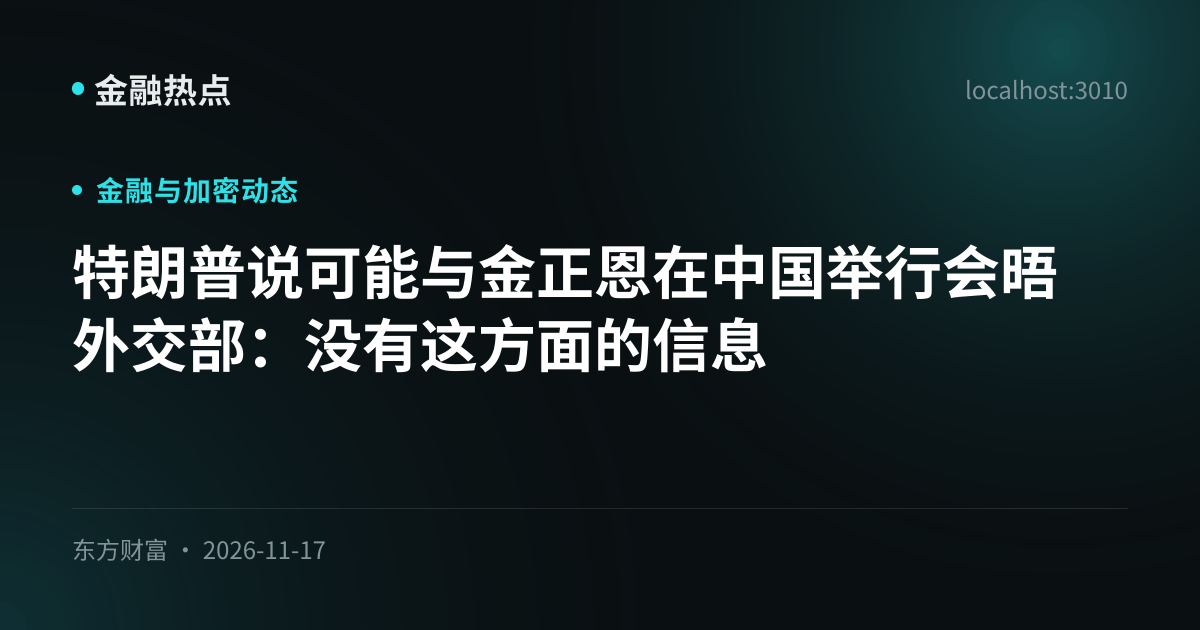 金融热点
localhost:3010
金融与加密动态
特朗普说可能与金正恩在中国举行会晤
外交部：没有这方面的信息
东方财富 · 2026-11-17